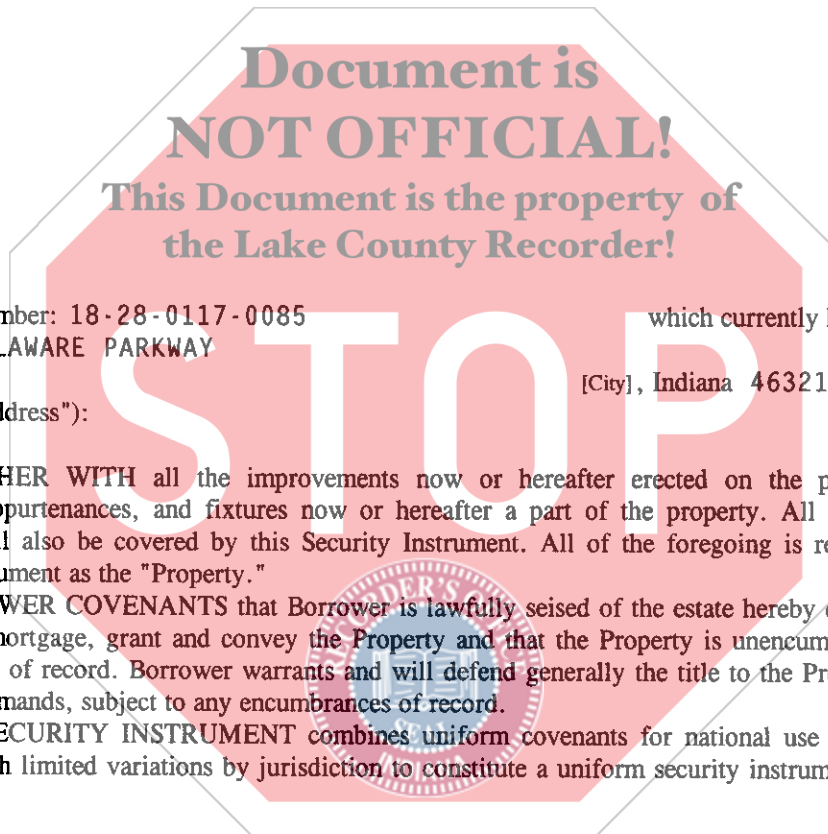 Document is
NOT OFFICIAL!
This Document is the property of
the Lake County Recorder!
mber: 18-28-0117-0085 which currently
LAWARE PARKWAY
[City], Indiana 46321
ddress"):
STOP
HER WITH all the improvements now or hereafter erected on the p
ppurtenances, and fixtures now or hereafter a part of the property. All
l also be covered by this Security Instrument. All of the foregoing is re
ument as the "Property."
WER COVENANTS that Borrower is lawfully seised of the estate hereby
mortgage, grant and convey the Property and that the Property is unencum
of record. Borrower warrants and will defend generally the title to the Pr
mands, subject to any encumbrances of record.
ECURITY INSTRUMENT combines uniform covenants for national use
h limited variations by jurisdiction to constitute a uniform security instrum
RECORDER'S
SEAL
INDIANA